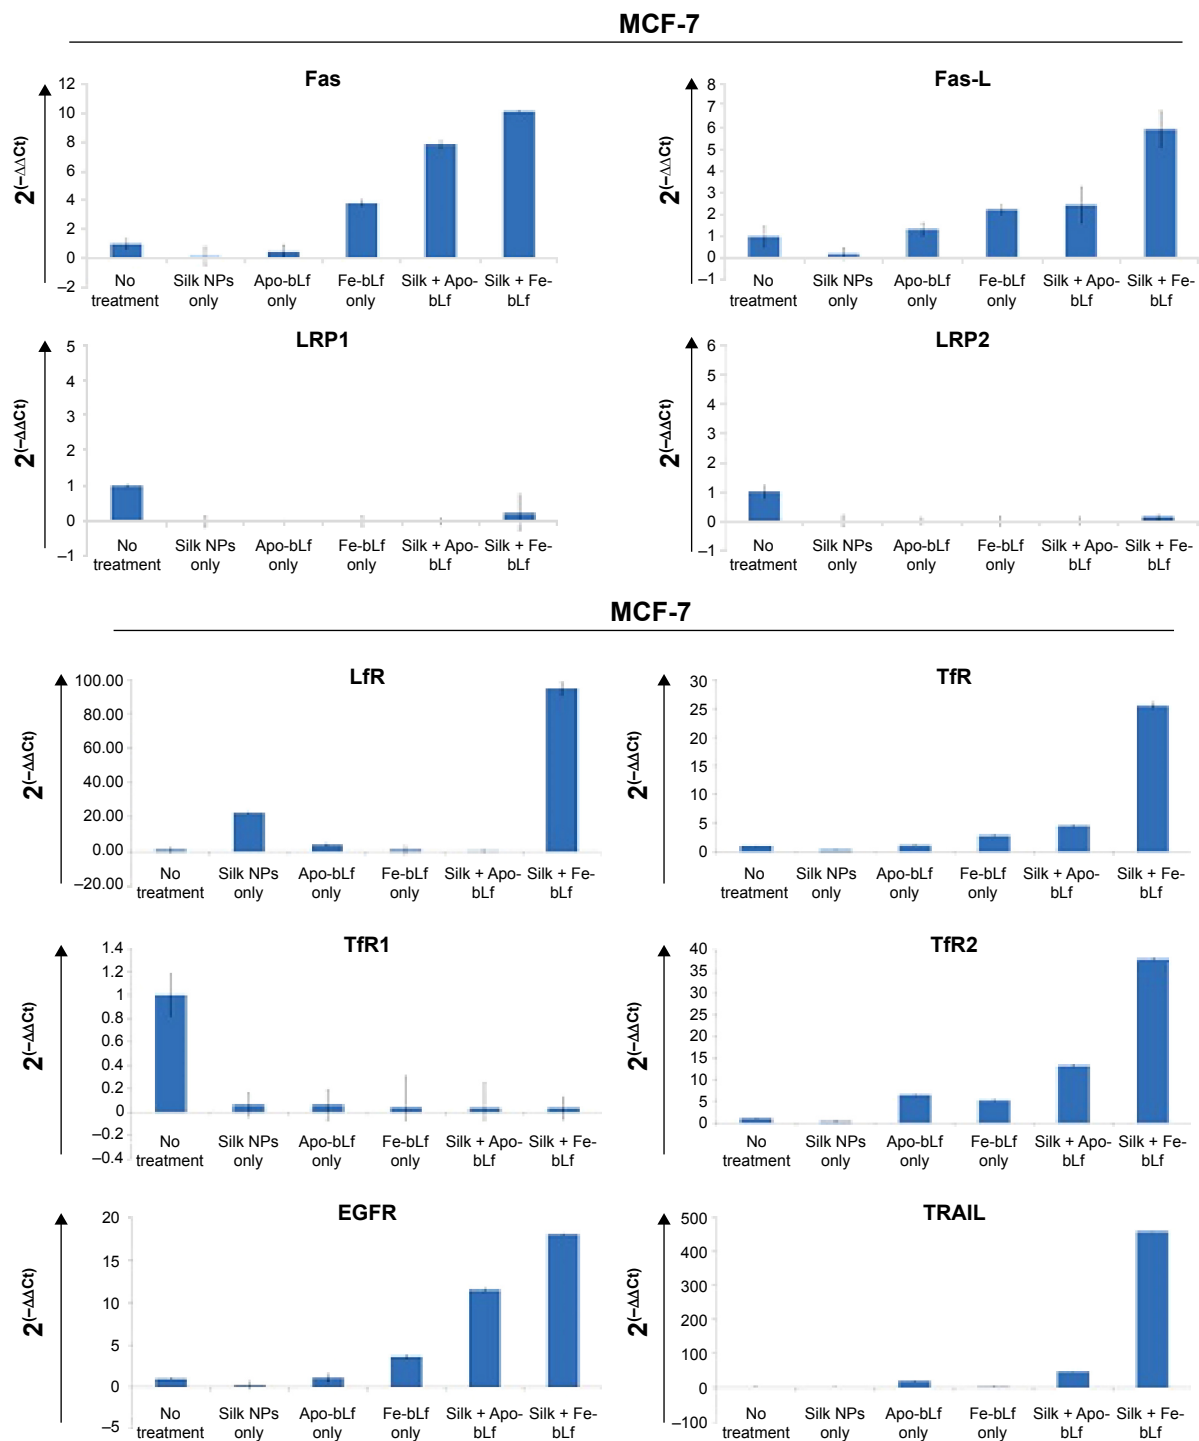 MCF-7
Fas
2(−ΔΔCt)
12
10
8
6
4
2
0
−2
No treatment
Silk NPs only
Apo-bLf only
Fe-bLf only
Silk + Apo-bLf
Silk + Fe-bLf
Fas-L
2(−ΔΔCt)
8
7
6
5
4
3
2
1
0
−1
No treatment
Silk NPs only
Apo-bLf only
Fe-bLf only
Silk + Apo-bLf
Silk + Fe-bLf
LRP1
2(−ΔΔCt)
5
4
3
2
1
0
−1
No treatment
Silk NPs only
Apo-bLf only
Fe-bLf only
Silk + Apo-bLf
Silk + Fe-bLf
LRP2
2(−ΔΔCt)
6
5
4
3
2
1
0
−1
No treatment
Silk NPs only
Apo-bLf only
Fe-bLf only
Silk + Apo-bLf
Silk + Fe-bLf
MCF-7
LfR
2(−ΔΔCt)
100.00
80.00
60.00
40.00
20.00
0.00
−20.00
No treatment
Silk NPs only
Apo-bLf only
Fe-bLf only
Silk + Apo-bLf
Silk + Fe-bLf
TfR
2(−ΔΔCt)
30
25
20
15
10
5
0
No treatment
Silk NPs only
Apo-bLf only
Fe-bLf only
Silk + Apo-bLf
Silk + Fe-bLf
TfR1
2(−ΔΔCt)
1.4
1.2
1
0.8
0.6
0.4
0.2
0
−0.2
−0.4
No treatment
Silk NPs only
Apo-bLf only
Fe-bLf only
Silk + Apo-bLf
Silk + Fe-bLf
TfR2
2(−ΔΔCt)
40
35
30
25
20
15
10
5
0
No treatment
Silk NPs only
Apo-bLf only
Fe-bLf only
Silk + Apo-bLf
Silk + Fe-bLf
EGFR
2(−ΔΔCt)
20
15
10
5
0
−5
No treatment
Silk NPs only
Apo-bLf only
Fe-bLf only
Silk + Apo-bLf
Silk + Fe-bLf
TRAIL
2(−ΔΔCt)
500
400
300
200
100
0
−100
No treatment
Silk NPs only
Apo-bLf only
Fe-bLf only
Silk + Apo-bLf
Silk + Fe-bLf